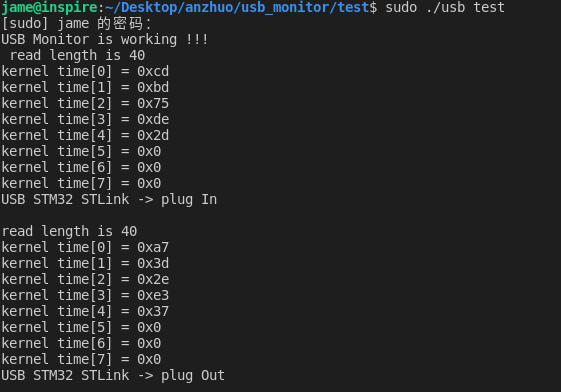 jame@inspire:~/Desktop/anzhuo/usb_monitor/test$ sudo ./usb test
[sudo] jame 的密码：
USB Monitor is working !!!
 read length is 40
kernel time[0] = 0xcd
kernel time[1] = 0xbd
kernel time[2] = 0x75
kernel time[3] = 0xde
kernel time[4] = 0x2d
kernel time[5] = 0x0
kernel time[6] = 0x0
kernel time[7] = 0x0
USB STM32 STLink -> plug In

read length is 40
kernel time[0] = 0xa7
kernel time[1] = 0x3d
kernel time[2] = 0x2e
kernel time[3] = 0xe3
kernel time[4] = 0x37
kernel time[5] = 0x0
kernel time[6] = 0x0
kernel time[7] = 0x0
USB STM32 STLink -> plug Out